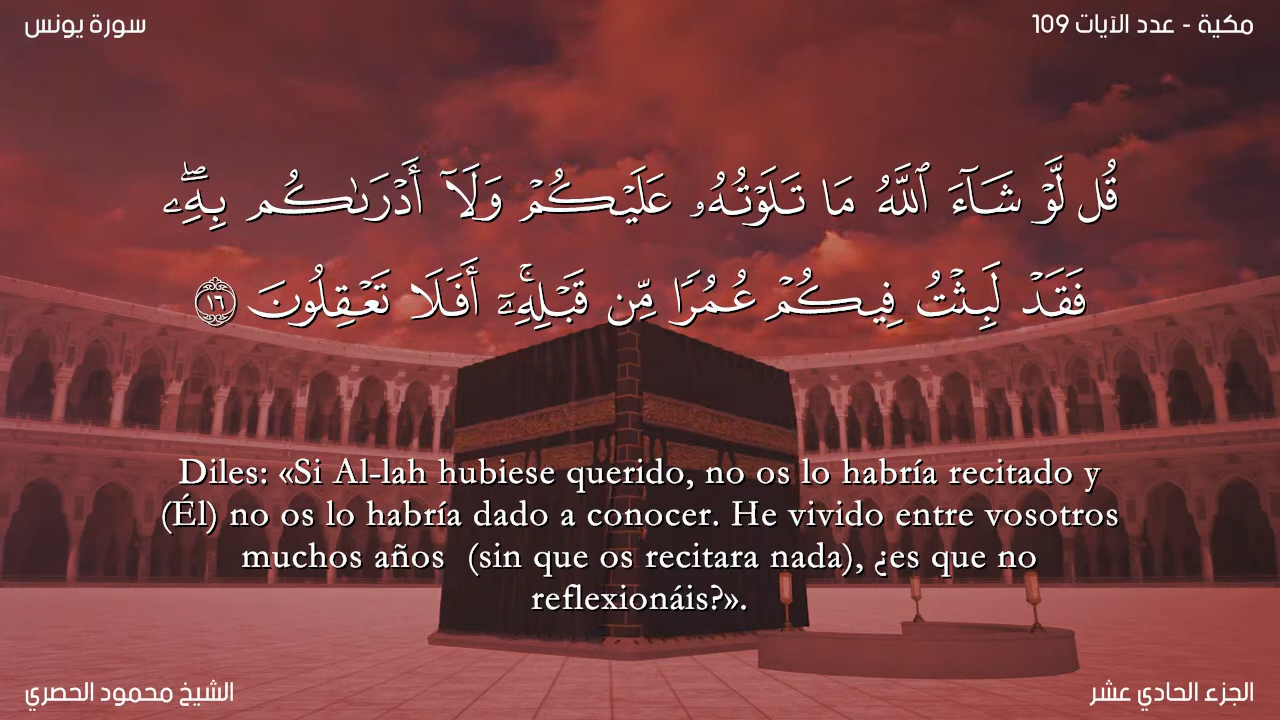 سورة يونس
مكية - عدد الآيات 109
قُل لَّوْ شَآءَ ٱللَّهُ مَا تَلَوْتُهُۥ عَلَيْكُمْ وَلَآ أَدْرَىٰكُم بِهِۦ ۖ
فَقَدْ لَبِثْتُ فِيكُمْ عُمُرًا مِّن قَبْلِهِۦٓ ۚ أَفَلَا تَعْقِلُونَ ١٦
Diles: «Si Al-lah hubiese querido, no os lo habría recitado y
(Él) no os lo habría dado a conocer. He vivido entre vosotros
muchos años (sin que os recitara nada), ¿es que no
reflexionáis?».
الشيخ محمود الحصري
الجزء الحادي عشر